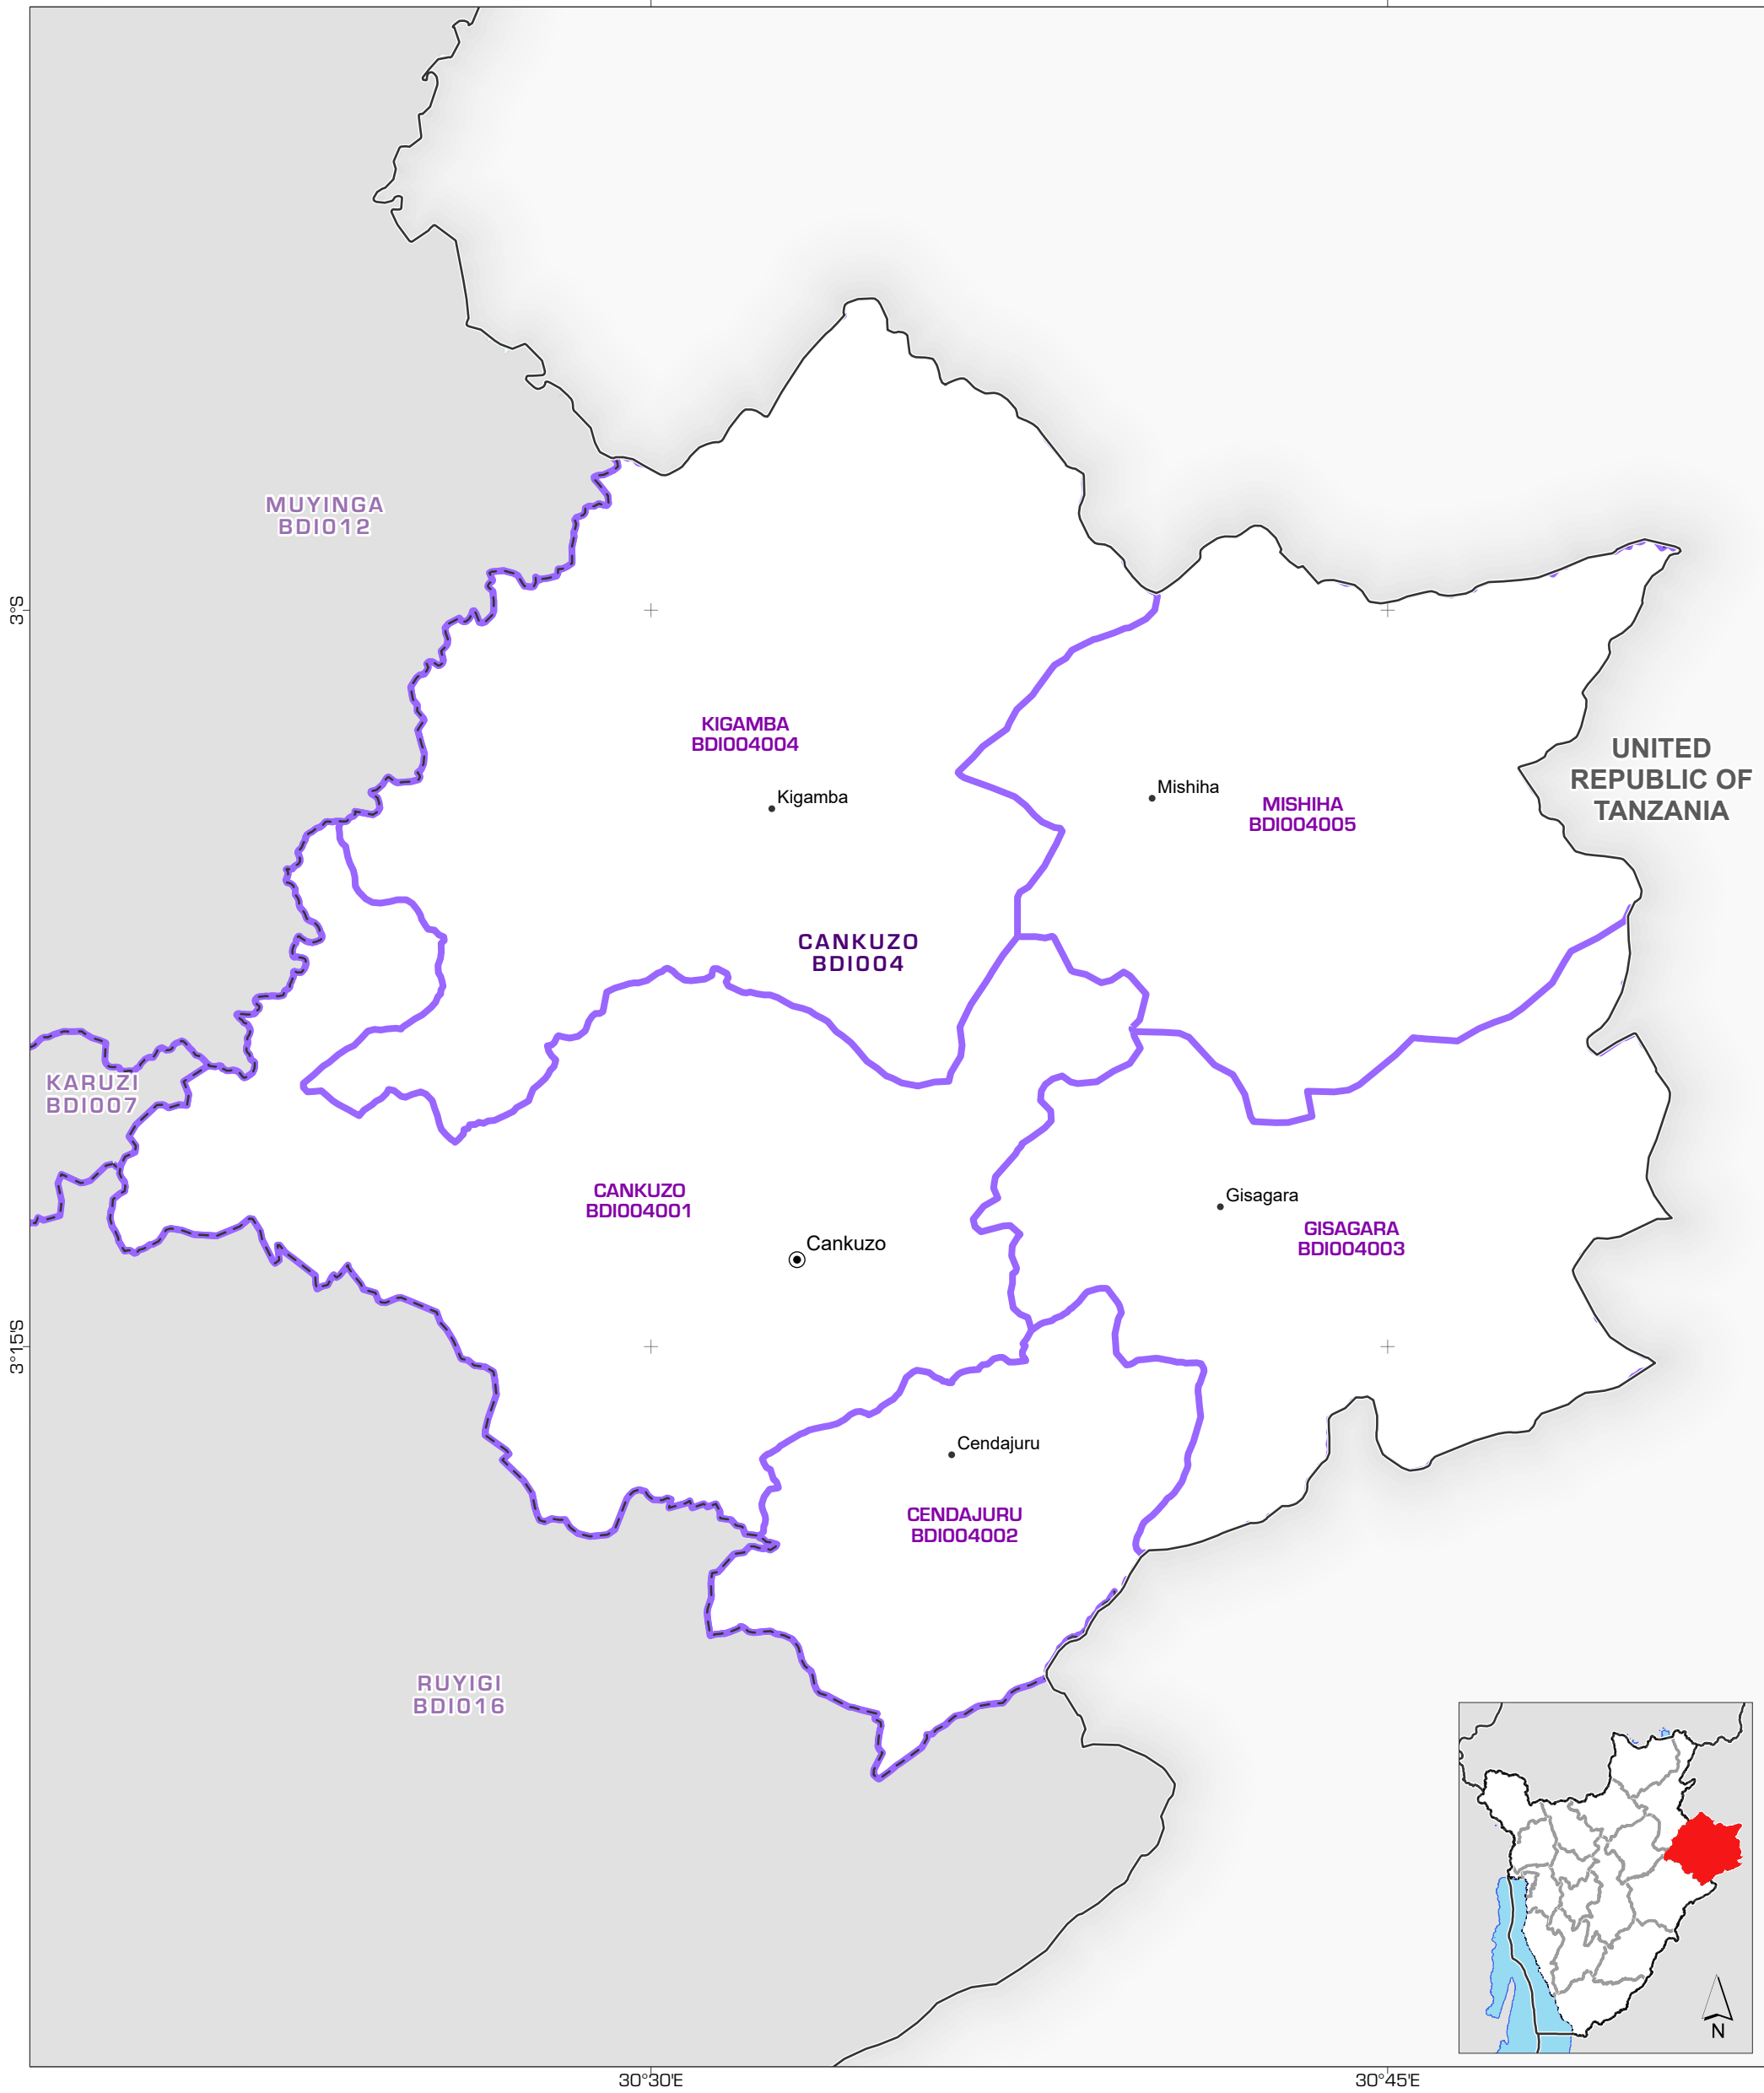 MUYINGA
BDI012
3°S
KIGAMBA
BDI004004
Kigamba
Mishiha
MISHIHA
BDI004005
UNITED
REPUBLIC OF
TANZANIA
CANKUZO
BDI004
KARUZI
BDI007
CANKUZO
BDI004001
Cankuzo
Gisagara
GISAGARA
BDI004003
3°15'S
Cendajuru
CENDAJURU
BDI004002
RUYIGI
BDI016
N
30°30'E
30°45'E